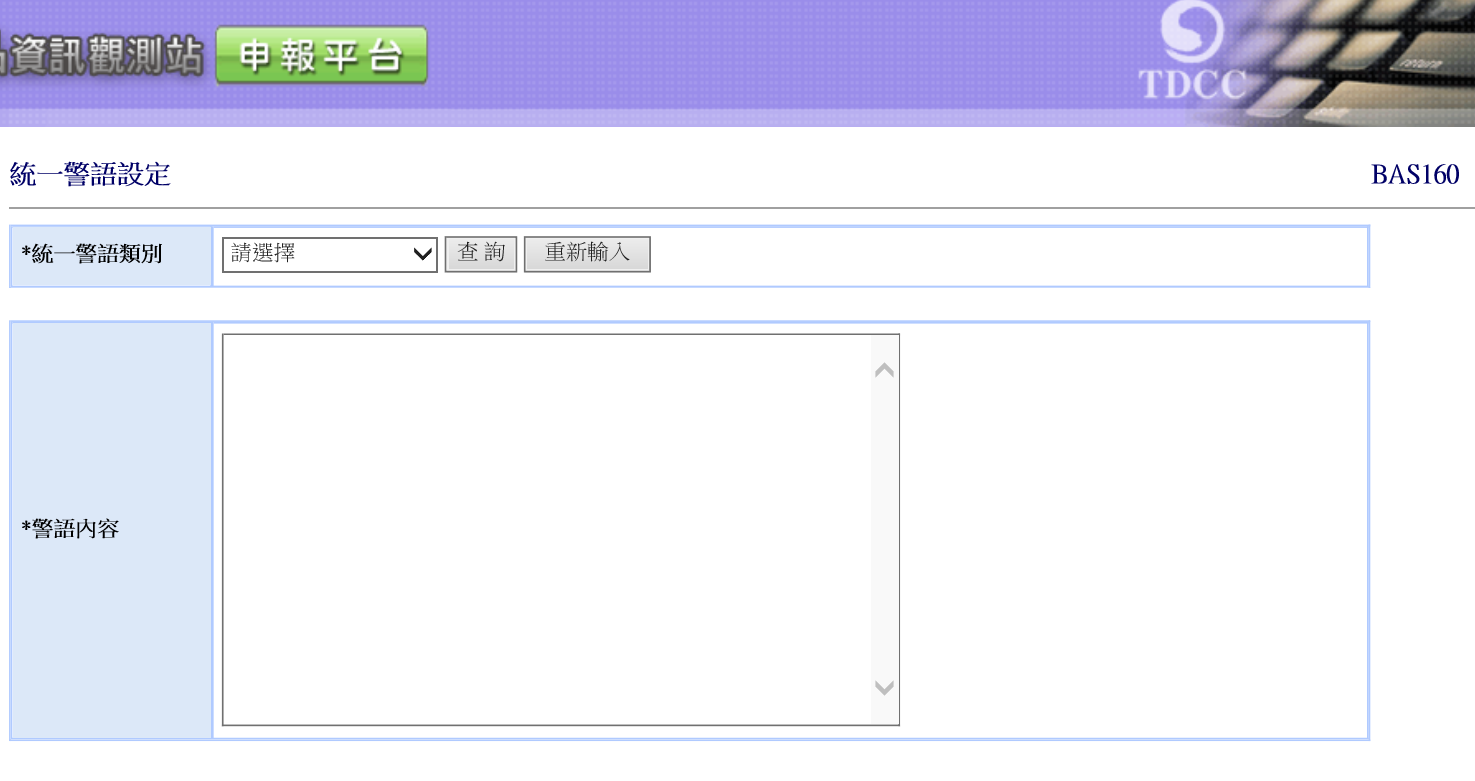 資訊觀測站 申報平台
TDCC
return
統一警語設定 BAS160
*統一警語類別 請選擇 查 詢 重新輸入
*警語內容